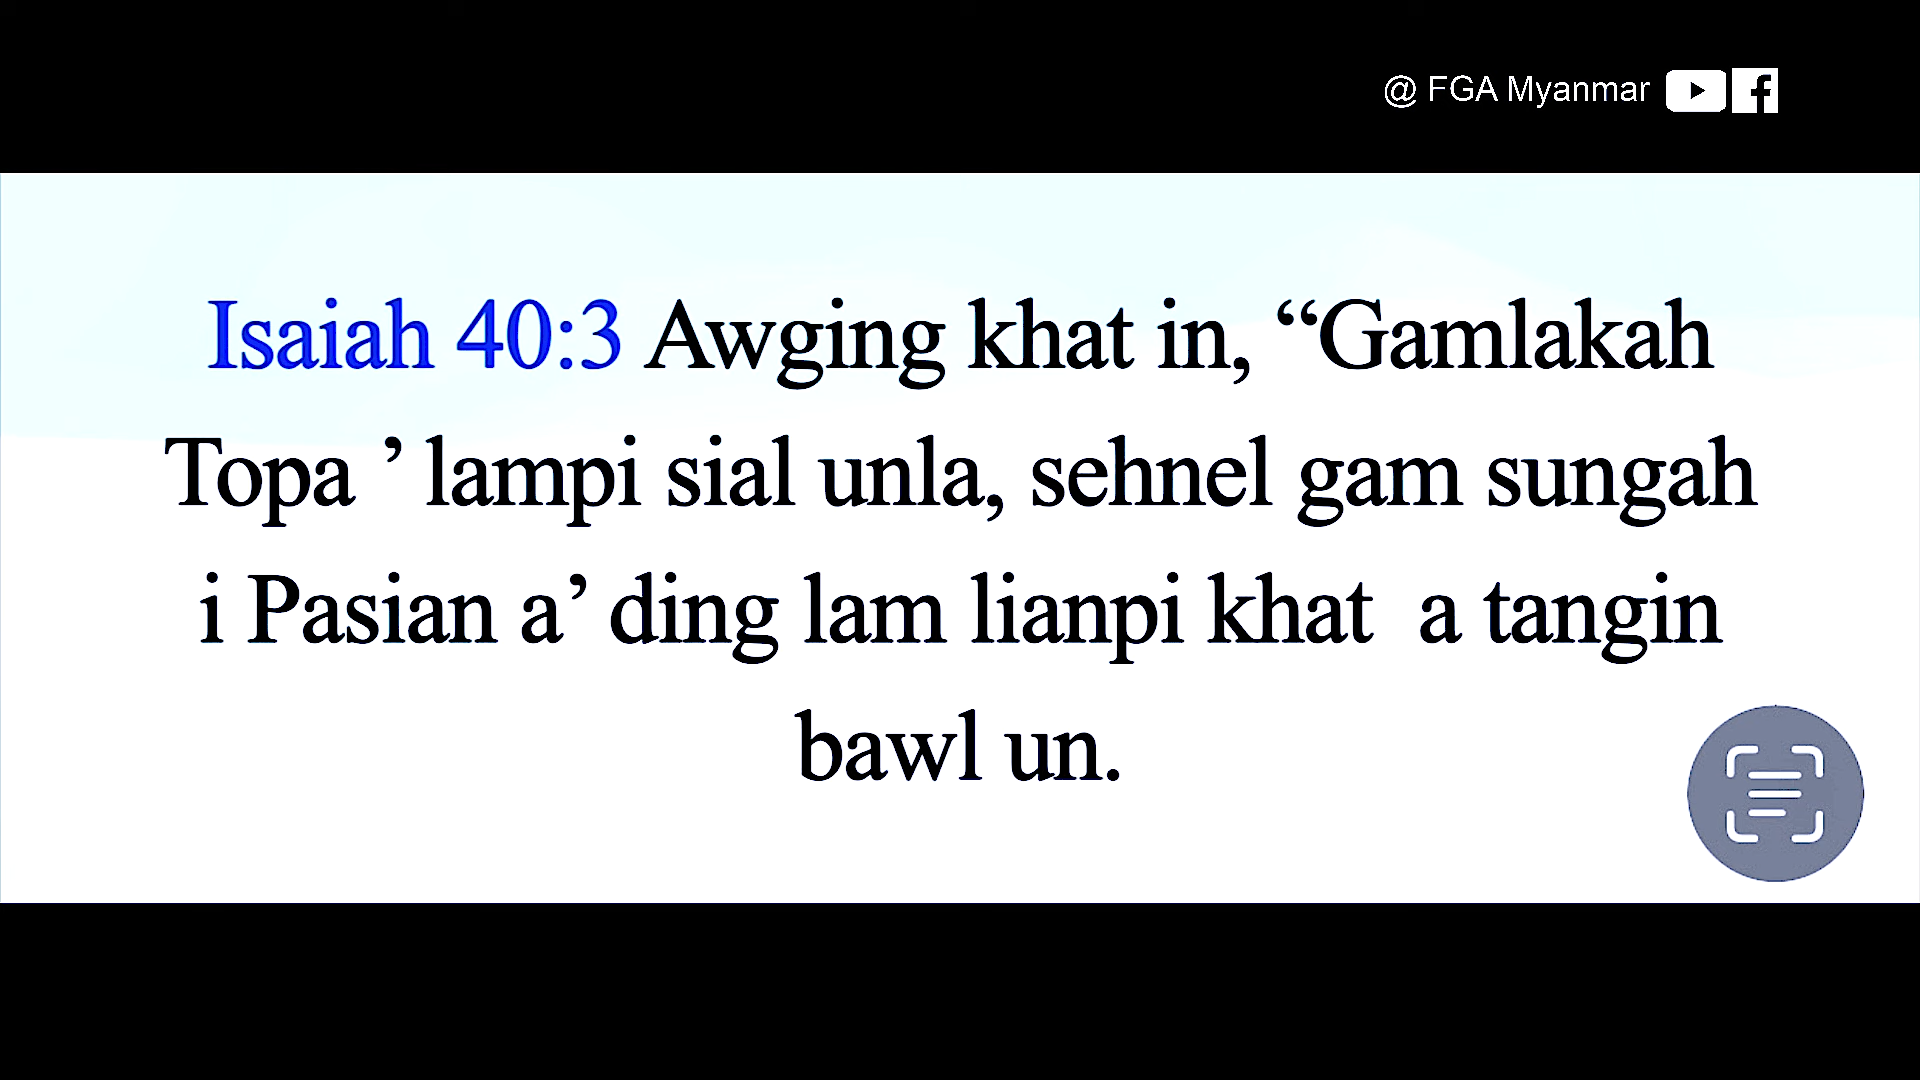 @ FGA Myanmar
Isaiah 40:3 Awging khat in, “Gamlakah
Topa ’ lampi sial unla, sehnel gam sungah
i Pasian a’ ding lam lianpi khat  a tangin
bawl un.